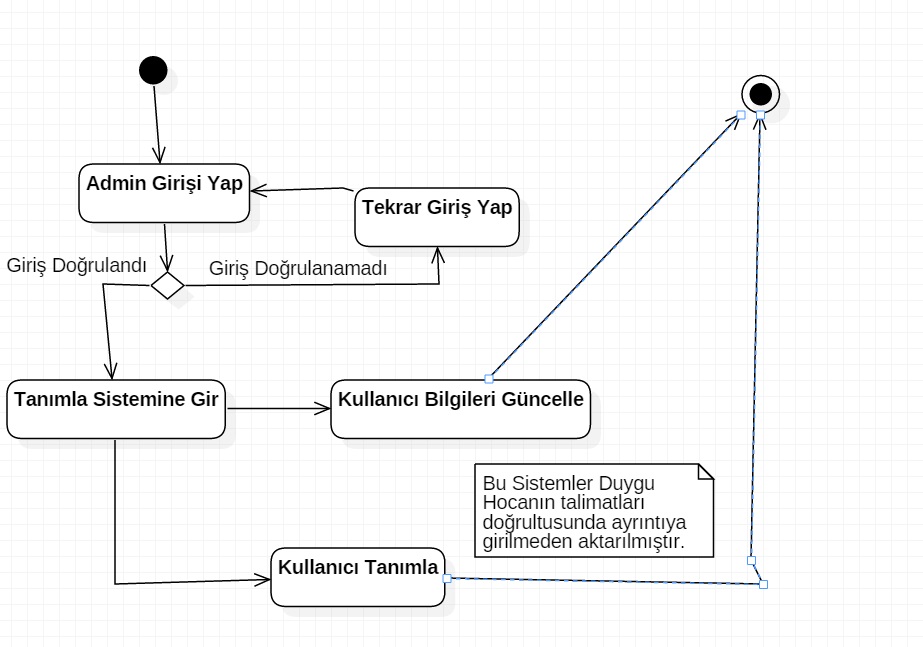 Admin Girişi Yap
Tekrar Giriş Yap
Giriş Doğrulandı
Giriş Doğrulanamadı
Tanımla Sistemine Gir
Kullanıcı Bilgileri Güncelle
Bu Sistemler Duygu
Hocanın talimatları
doğrultusunda ayrıntıya
girilmeden aktarılmıştır.
Kullanıcı Tanımla